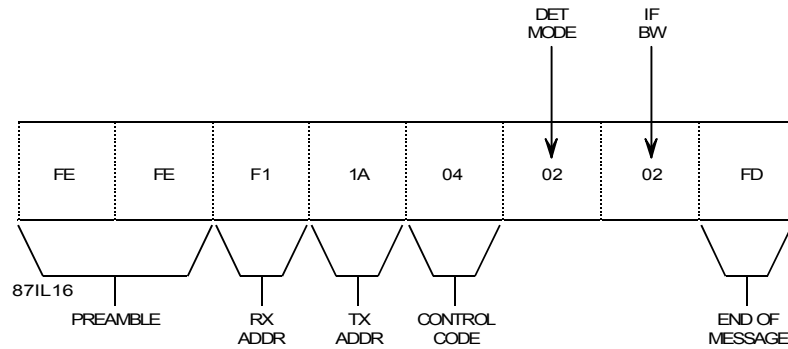 DET
MODE
IF
BW
FE FE F1 1A 04 02 02 FD
87IL16
PREAMBLE
RX
ADDR
TX
ADDR
CONTROL
CODE
END OF
MESSAGE